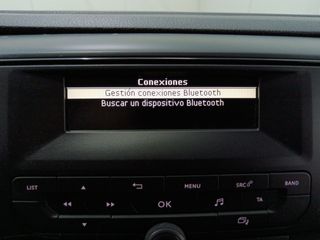 Conexiones
Gestión conexiones Bluetooth
Buscar un dispositivo Bluetooth
LIST
MENU
SRC
BAND
OK
TA